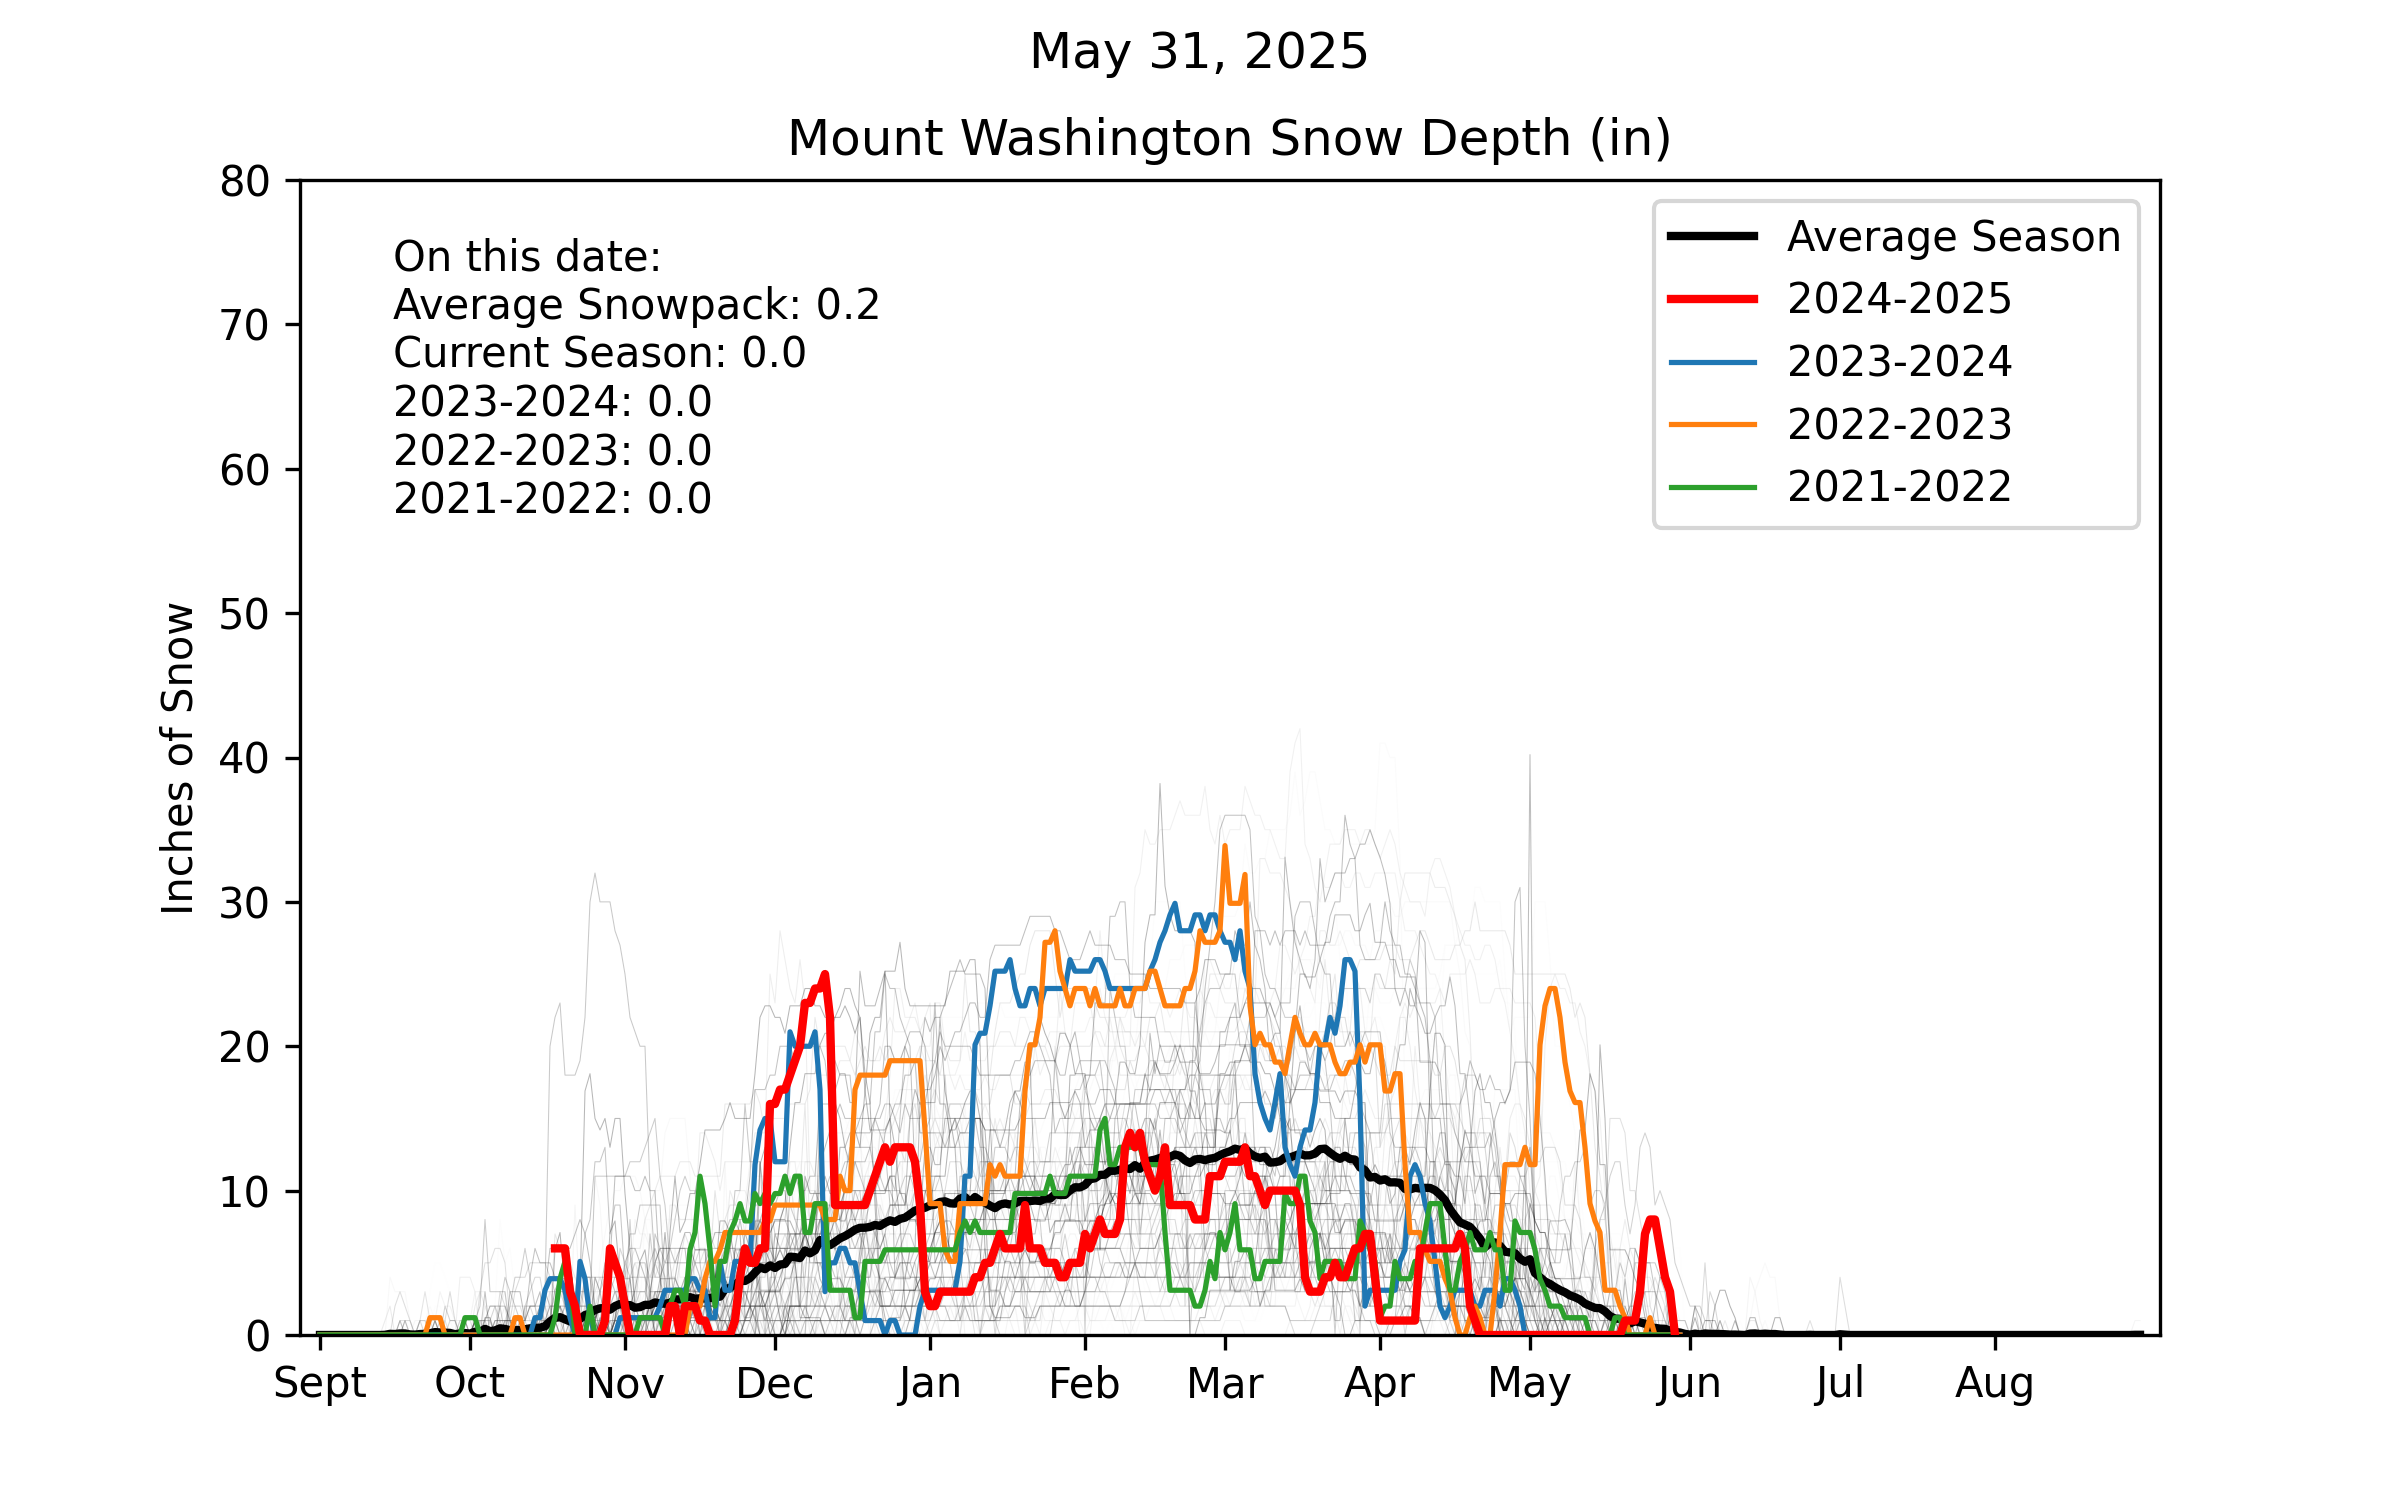 May 31, 2025
Mount Washington Snow Depth (in)
80
70
60
50
40
30
20
10
0
Inches of Snow
On this date:
Average Snowpack: 0.2
Current Season: 0.0
2023-2024: 0.0
2022-2023: 0.0
2021-2022: 0.0
Average Season
2024-2025
2023-2024
2022-2023
2021-2022
Sept Oct Nov Dec Jan Feb Mar Apr May Jun Jul Aug